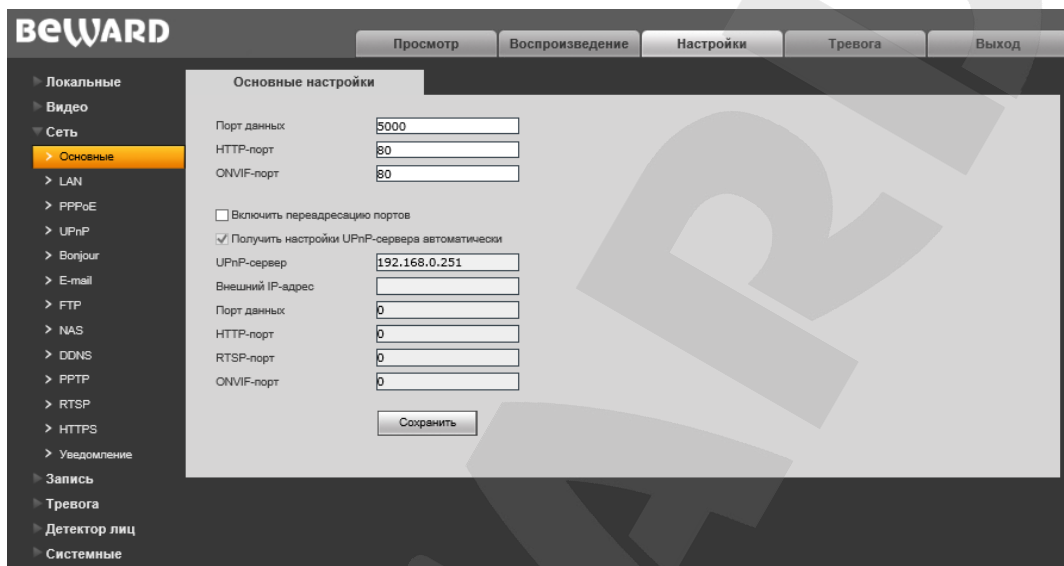 BEWARD
Просмотр Воспроизведение Настройки Тревога Выход
Локальные
Видео
Сеть
Основные
LAN
PPPoE
UPnP
Bonjour
E-mail
FTP
NAS
DDNS
PPTP
RTSP
HTTPS
Уведомление
Запись
Тревога
Детектор лиц
Системные
Основные настройки
Порт данных 5000
HTTP-порт 80
ONVIF-порт 80
Включить переадресацию портов
Получить настройки UPnP-сервера автоматически
UPnP-сервер 192.168.0.251
Внешний IP-адрес
Порт данных 0
HTTP-порт 0
RTSP-порт 0
ONVIF-порт 0
Сохранить